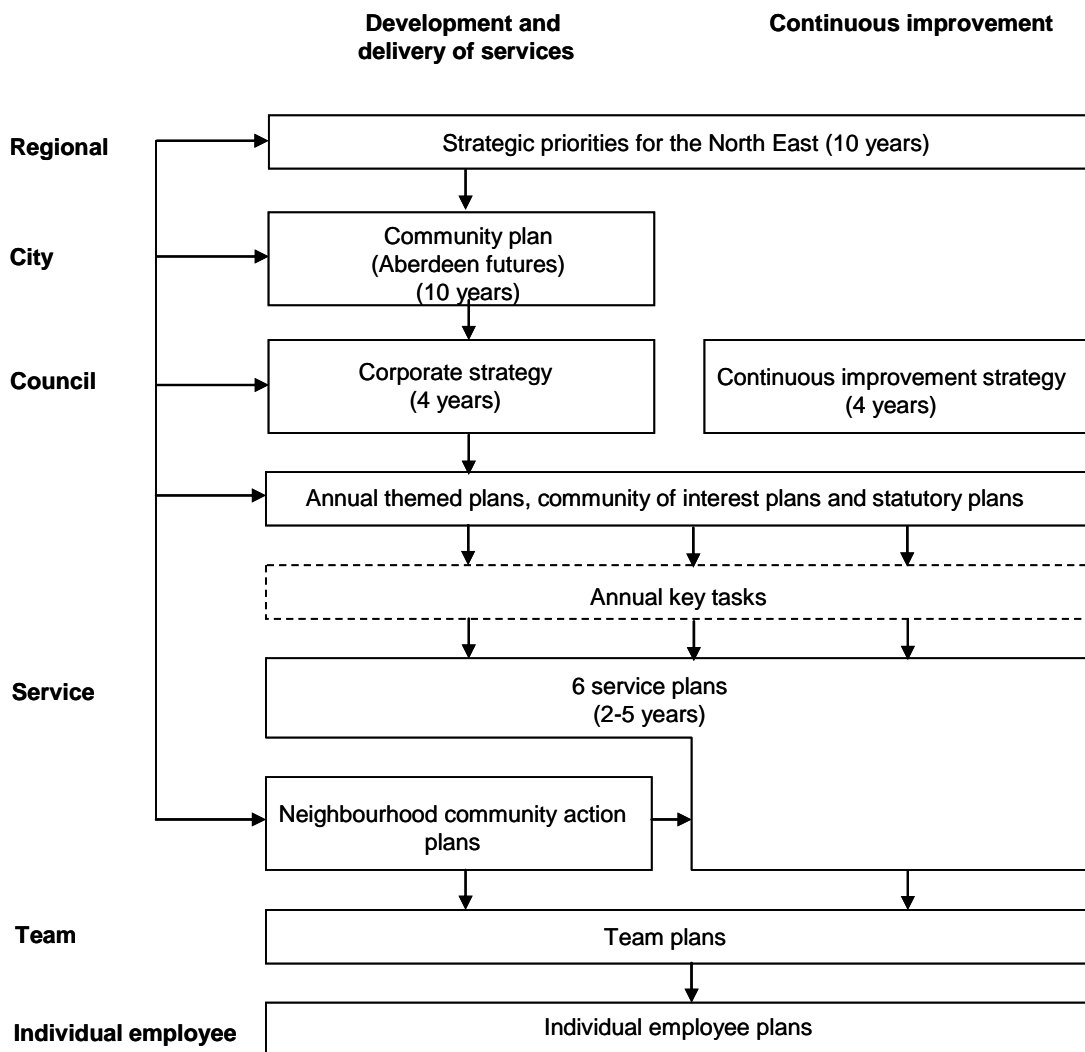 Development and
delivery of services
Continuous improvement
Regional
Strategic priorities for the North East (10 years)
City
Community plan
(Aberdeen futures)
(10 years)
Council
Corporate strategy
(4 years)
Continuous improvement strategy
(4 years)
Annual themed plans, community of interest plans and statutory plans
Annual key tasks
Service
6 service plans
(2-5 years)
Neighbourhood community action
plans
Team
Team plans
Individual employee
Individual employee plans